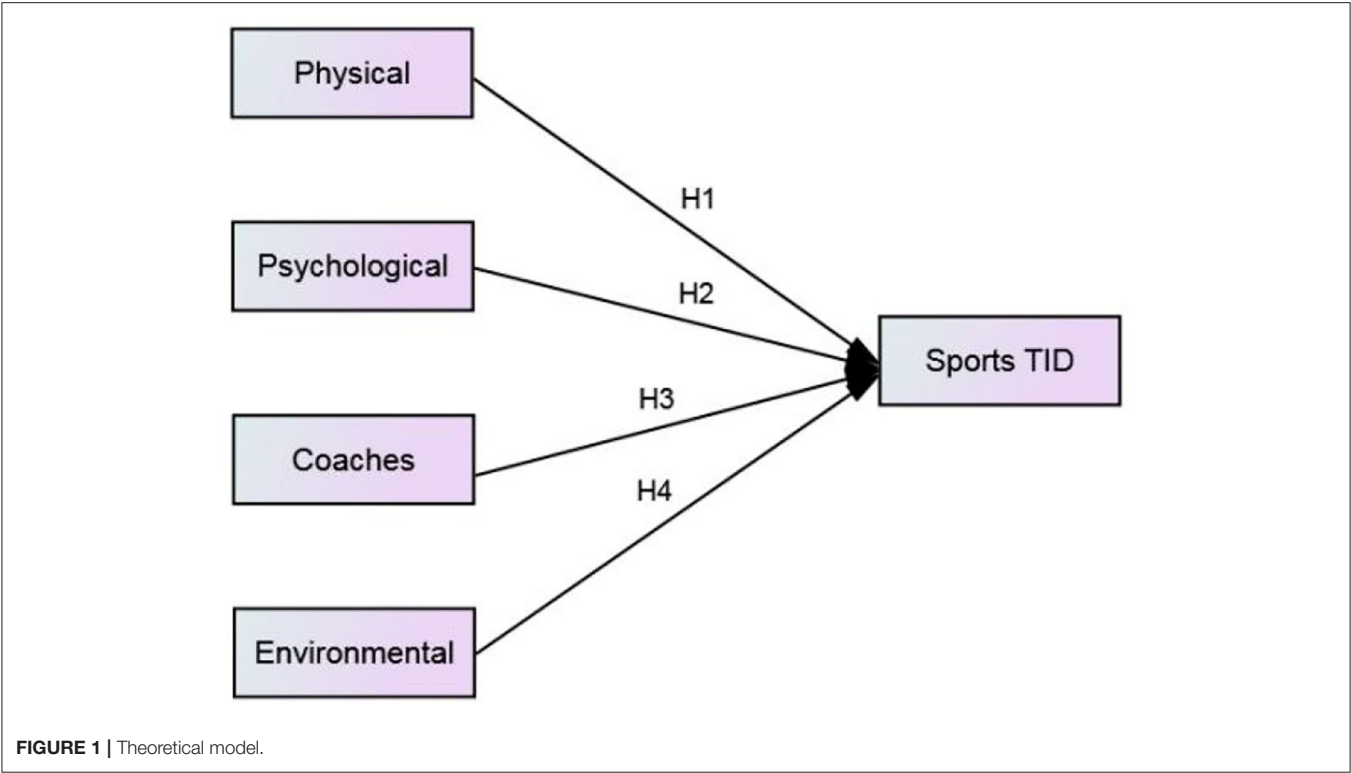 Physical
H1
Psychological
H2
Sports TID
H3
Coaches
H4
Environmental
FIGURE 1 | Theoretical model.